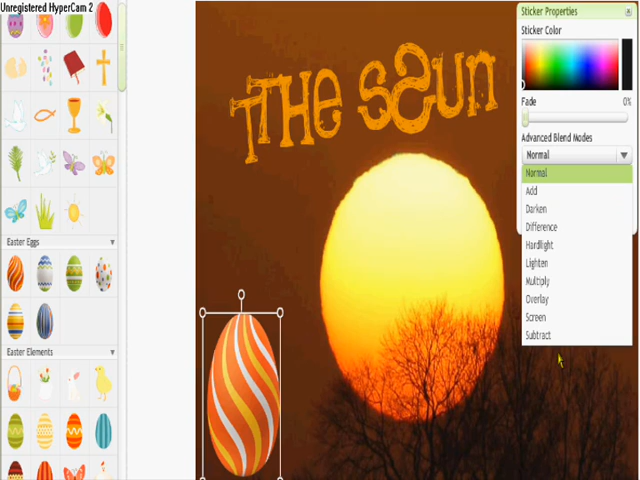 Unregistered HyperCam 2
Easter Eggs
Easter Elements
THE SSun
Sticker Properties
Sticker Color
Fade
0%
Advanced Blend Modes
Normal
Normal
Add
Darken
Difference
Hardlight
Lighten
Multiply
Overlay
Screen
Subtract